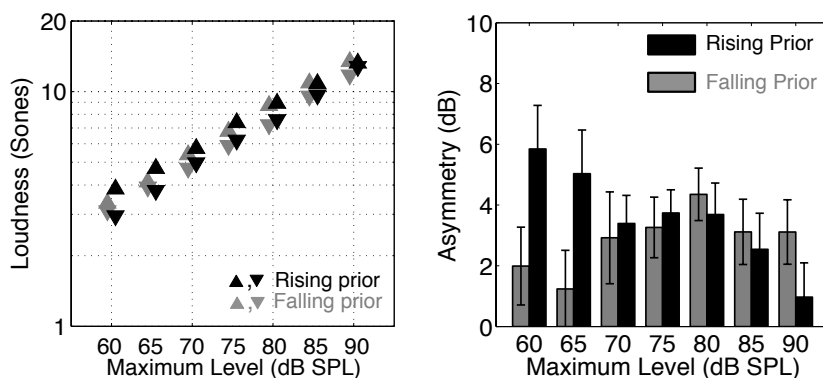 20
10
1
Loudness (Sones)
▲,▼ Rising prior
▲,▼ Falling prior
60 65 70 75 80 85 90
Maximum Level (dB SPL)
10
8
6
4
2
0
Asymmetry (dB)
Rising Prior
Falling Prior
60 65 70 75 80 85 90
Maximum Level (dB SPL)